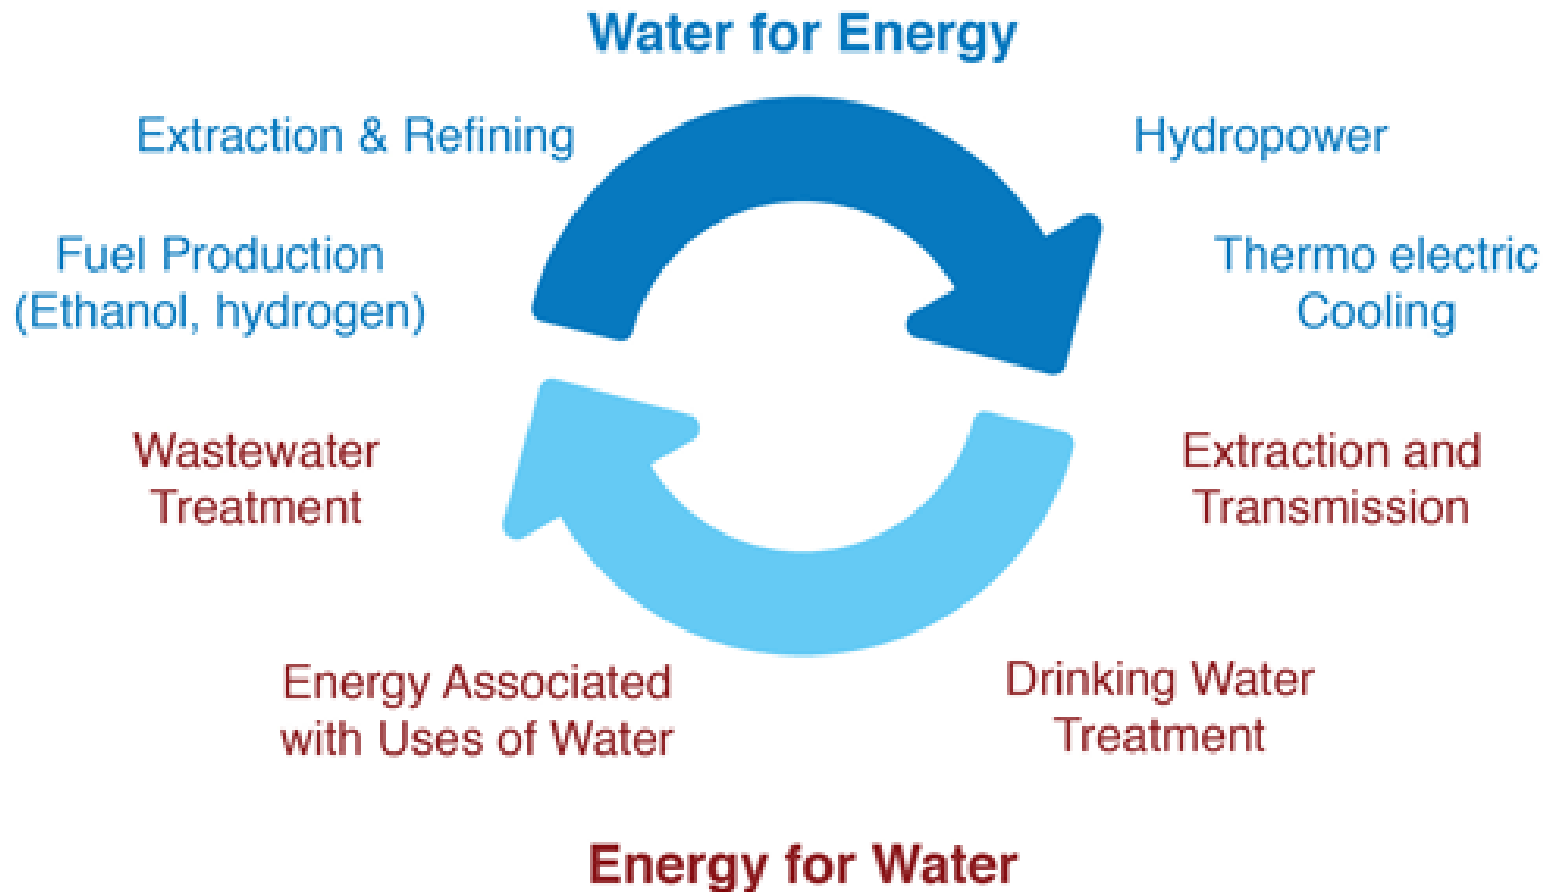 Water for Energy
Extraction & Refining
Hydropower
Fuel Production
(Ethanol, hydrogen)
Thermo electric
Cooling
Wastewater
Treatment
Extraction and
Transmission
Energy Associated
with Uses of Water
Drinking Water
Treatment
Energy for Water